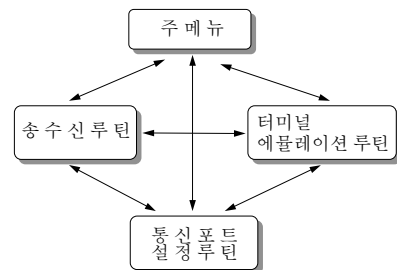 주 메 뉴
송 수 신 루 틴
터미널
에뮬레이션 루틴
통 신 포 트
설 정 루 틴